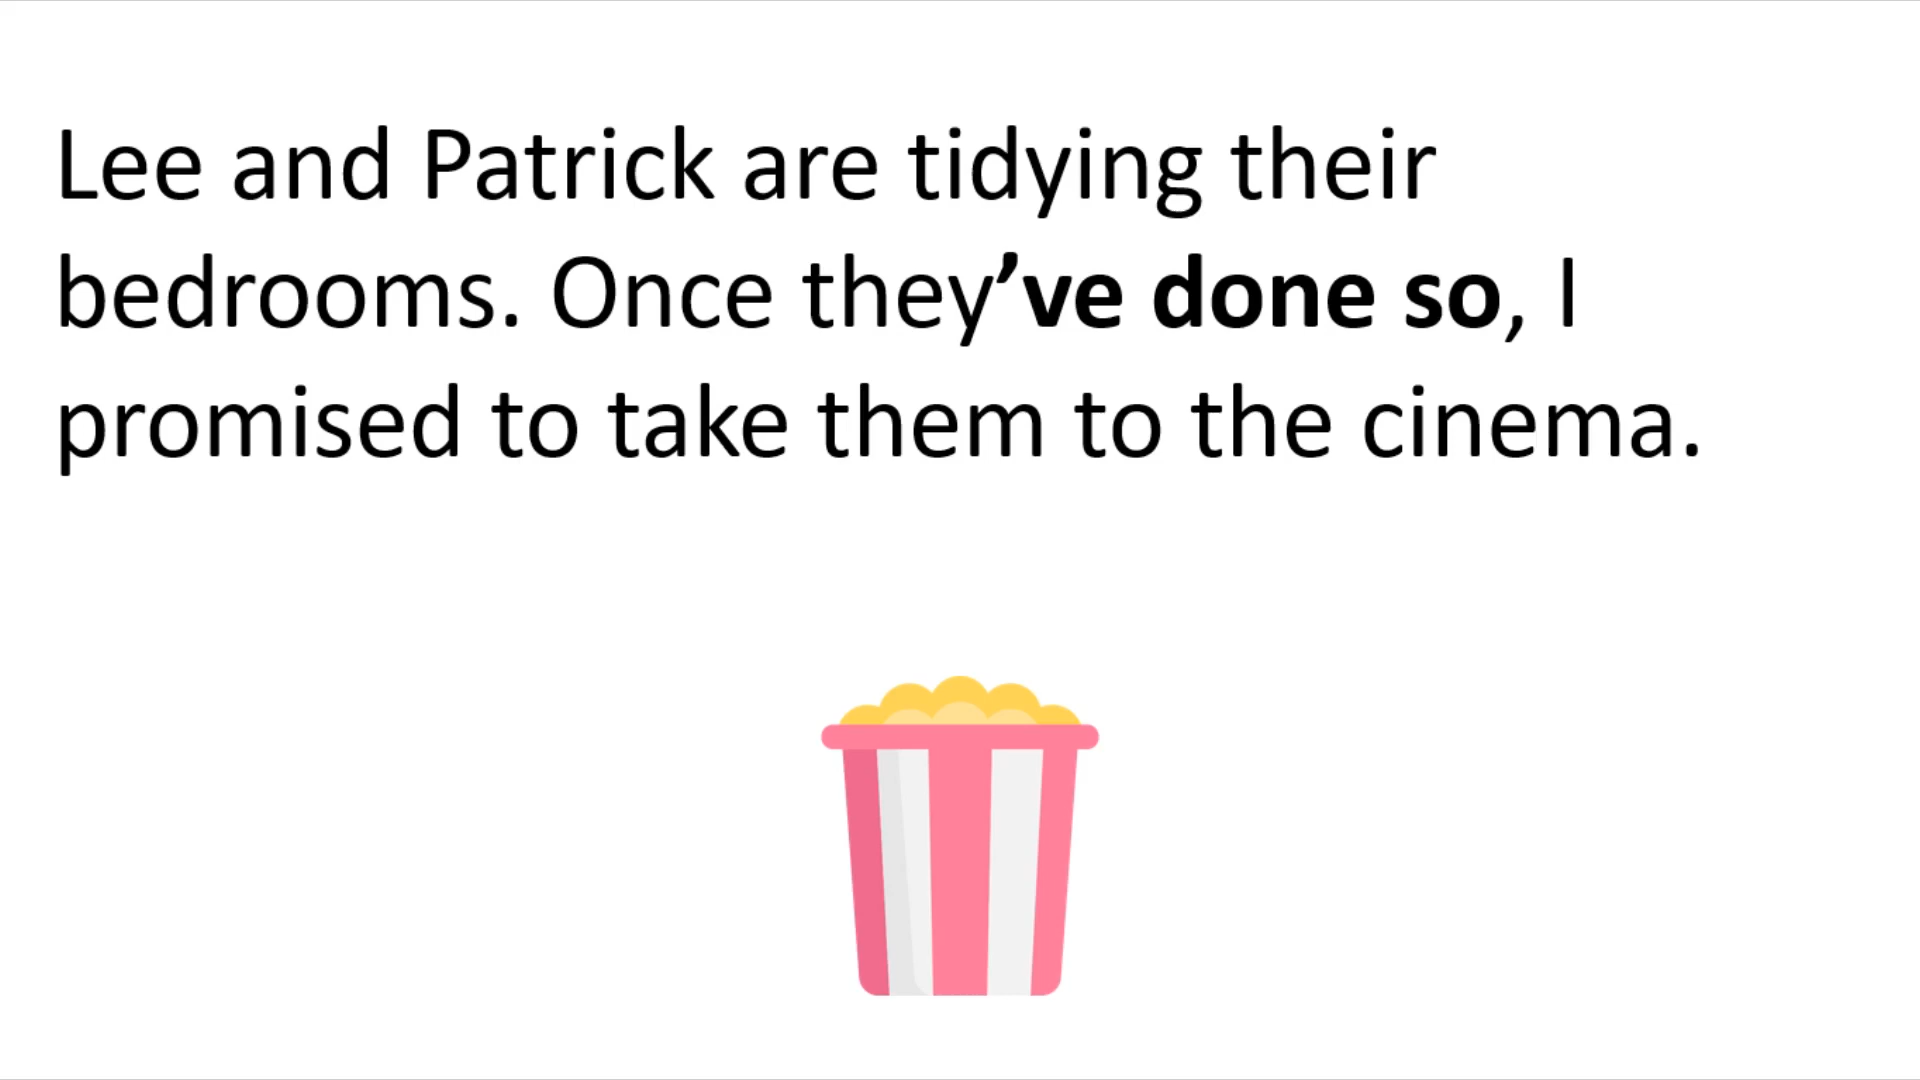 Lee and Patrick are tidying their
bedrooms. Once they’ve done so, I
promised to take them to the cinema.